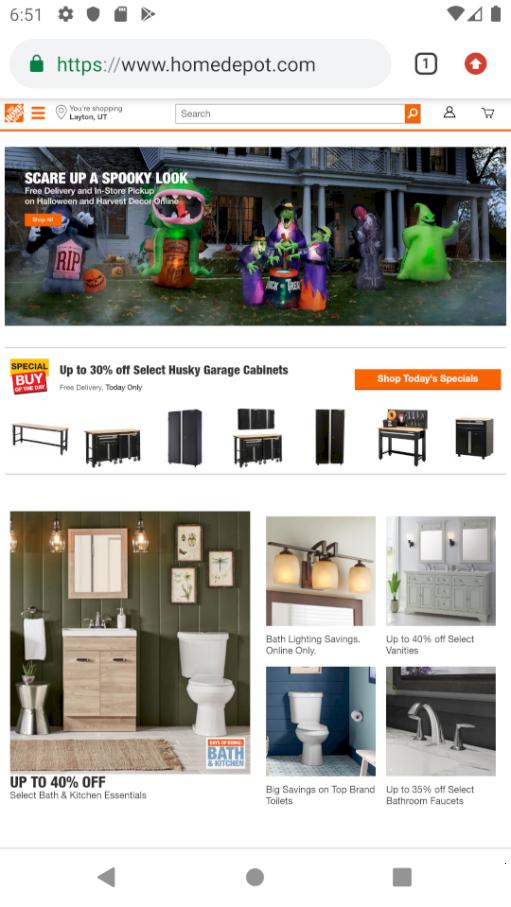 6:51
https://www.homedepot.com
1
You're shopping
Layton, UT
Search
SCARE UP A SPOOKY LOOK
Free Delivery and In-Store Pickup
on Halloween and Harvest Decor Online
Shop All
RIP
SPECIAL
BUY
OF THE DAY
Up to 30% off Select Husky Garage Cabinets
Free Delivery. Today Only
Shop Today's Specials
Bath Lighting Savings.
Online Only.
Up to 40% off Select
Vanities
DAYS OF DOING
BATH
& KITCHEN
UP TO 40% OFF
Select Bath & Kitchen Essentials
Big Savings on Top Brand
Toilets
Up to 35% off Select
Bathroom Faucets